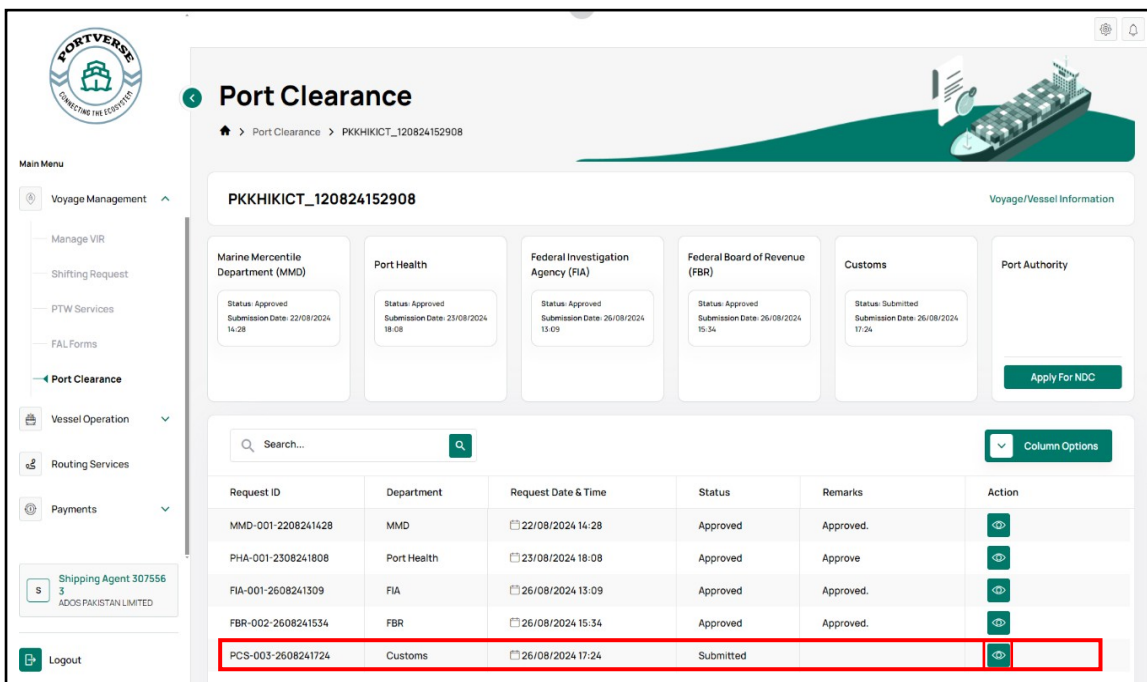 PORTVERSE
CONNECTING THE ECOSYSTEM
Main Menu
Voyage Management
Manage VIR
Shifting Request
PTW Services
FAL Forms
Port Clearance
Vessel Operation
Routing Services
Payments
S
Shipping Agent 307556
3
ADOS PAKISTAN LIMITED
Logout
Port Clearance
> Port Clearance > PKKHIKICT_120824152908
PKKHIKICT_120824152908
Voyage/Vessel Information
Marine Mercentile
Department (MMD)
Status: Approved
Submission Date: 22/08/2024
14:28
Port Health
Status: Approved
Submission Date: 23/08/2024
18:08
Federal Investigation
Agency (FIA)
Status: Approved
Submission Date: 26/08/2024
13:09
Federal Board of Revenue
(FBR)
Status: Approved
Submission Date: 26/08/2024
15:34
Customs
Status: Submitted
Submission Date: 26/08/2024
17:24
Port Authority
Apply For NDC
Search...
Column Options
Request ID Department Request Date & Time Status Remarks Action
MMD-001-2208241428 MMD 22/08/2024 14:28 Approved Approved.
PHA-001-2308241808 Port Health 23/08/2024 18:08 Approved Approve
FIA-001-2608241309 FIA 26/08/2024 13:09 Approved Approved.
FBR-002-2608241534 FBR 26/08/2024 15:34 Approved Approved.
PCS-003-2608241724 Customs 26/08/2024 17:24 Submitted